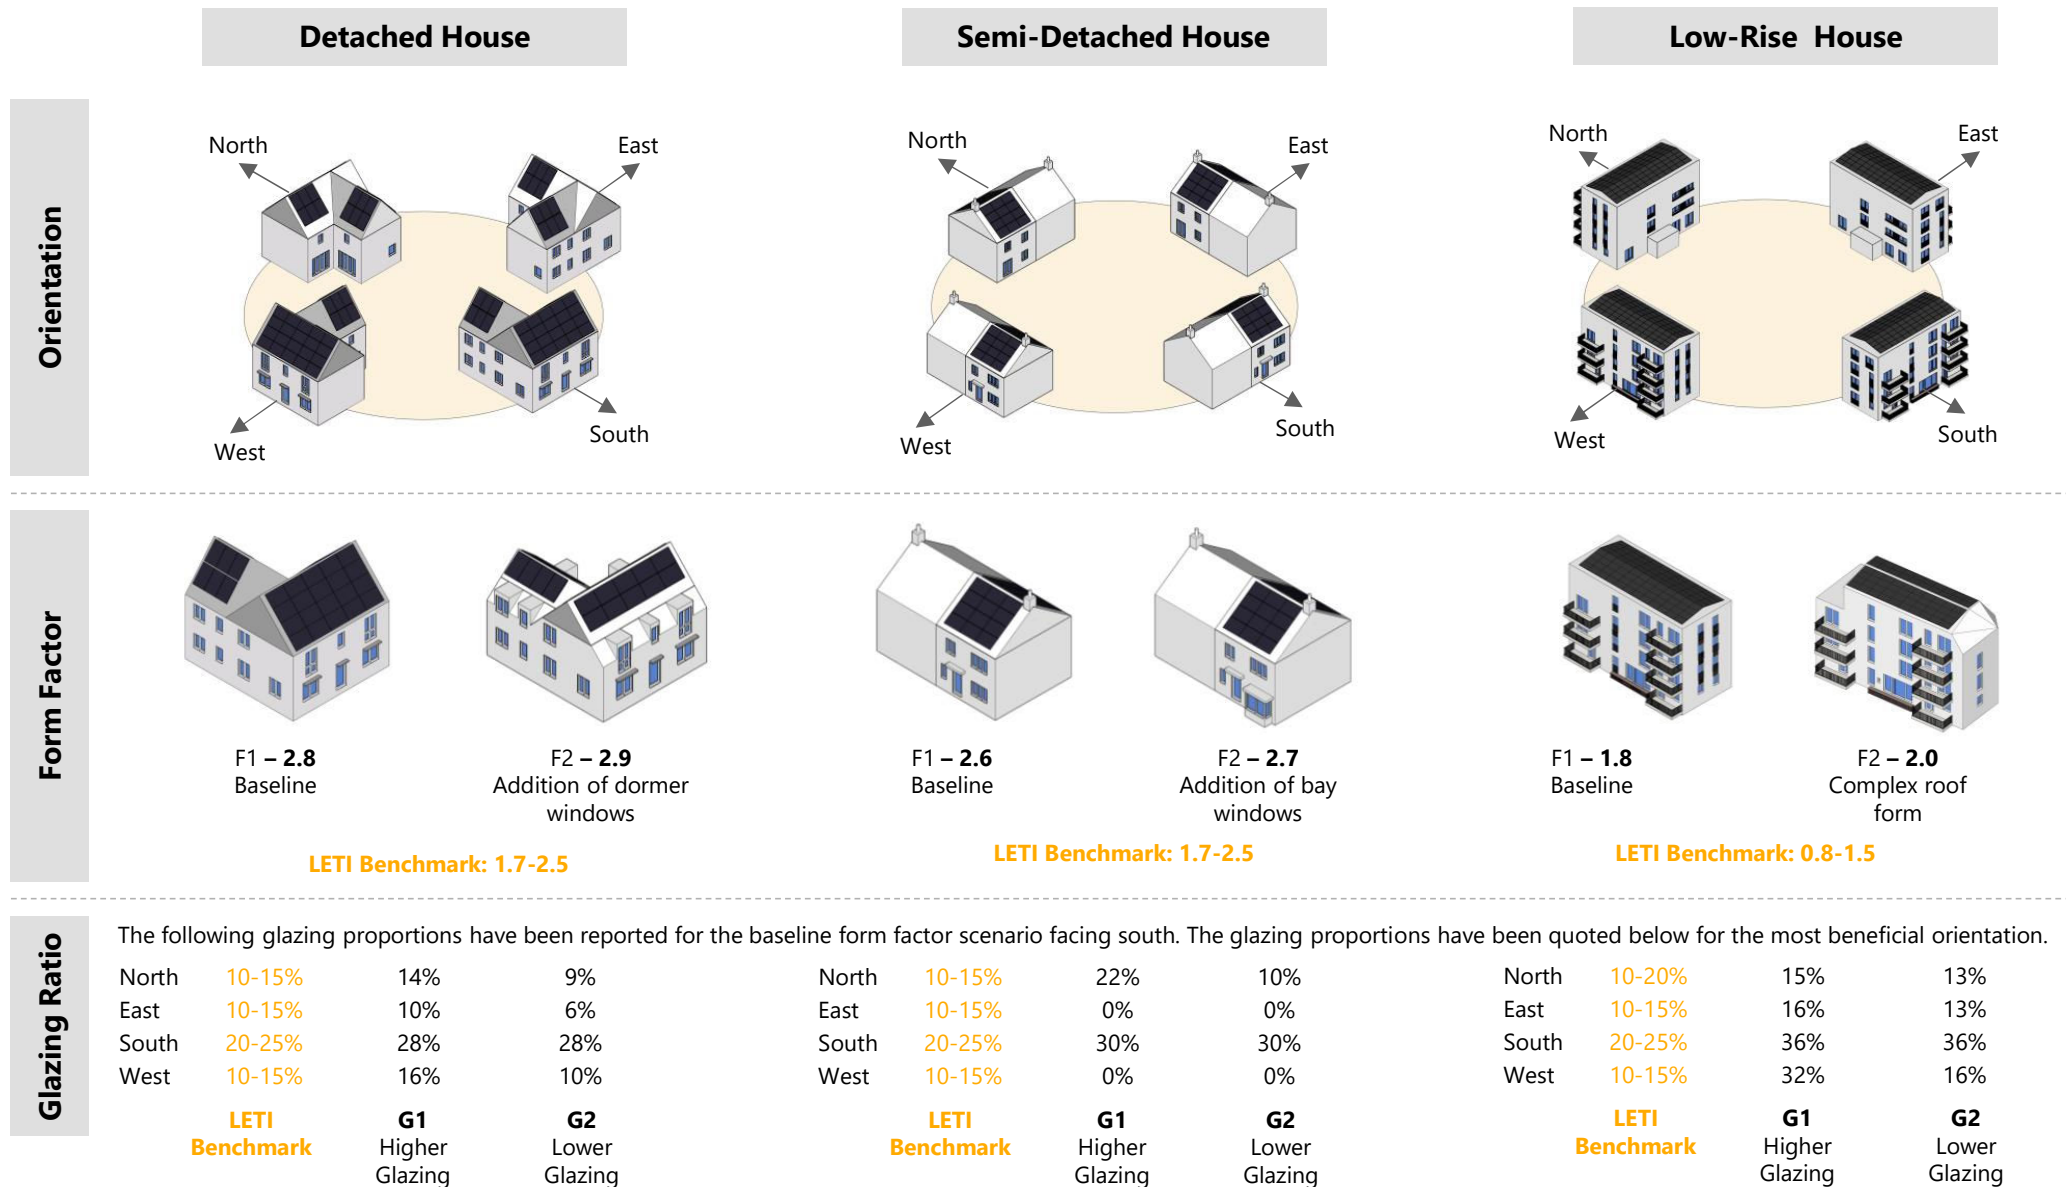 Detached House
Semi-Detached House
Low-Rise  House
Orientation
North
East
West
South
North
East
West
South
North
East
West
South
Form Factor
F1 – 2.8
Baseline
F2 – 2.9
Addition of dormer
windows
LETI Benchmark: 1.7-2.5
F1 – 2.6
Baseline
F2 – 2.7
Addition of bay
windows
LETI Benchmark: 1.7-2.5
F1 – 1.8
Baseline
F2 – 2.0
Complex roof
form
LETI Benchmark: 0.8-1.5
Glazing Ratio
The following glazing proportions have been reported for the baseline form factor scenario facing south. The glazing proportions have been quoted below for the most beneficial orientation.
North 10-15% 14% 9%
East 10-15% 10% 6%
South 20-25% 28% 28%
West 10-15% 16% 10%
LETI Benchmark
G1 Higher Glazing
G2 Lower Glazing
North 10-15% 22% 10%
East 10-15% 0% 0%
South 20-25% 30% 30%
West 10-15% 0% 0%
LETI Benchmark
G1 Higher Glazing
G2 Lower Glazing
North 10-20% 15% 13%
East 10-15% 16% 13%
South 20-25% 36% 36%
West 10-15% 32% 16%
LETI Benchmark
G1 Higher Glazing
G2 Lower Glazing